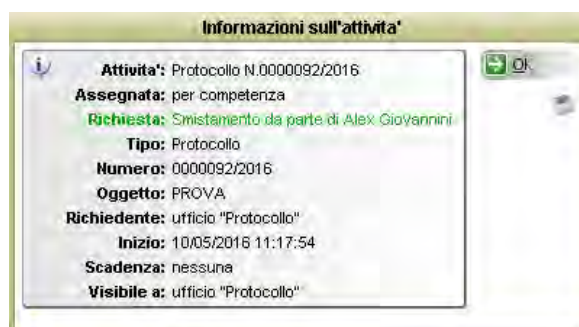 Informazioni sull'attivita'
Attivita': Protocollo N.0000092/2016
Assegnata: per competenza
Richiesta: Smistamento da parte di Alex Giovannini
Tipo: Protocollo
Numero: 0000092/2016
Oggetto: PROVA
Richiedente: ufficio "Protocollo"
Inizio: 10/05/2016 11:17:54
Scadenza: nessuna
Visibile a: ufficio "Protocollo"
Ok